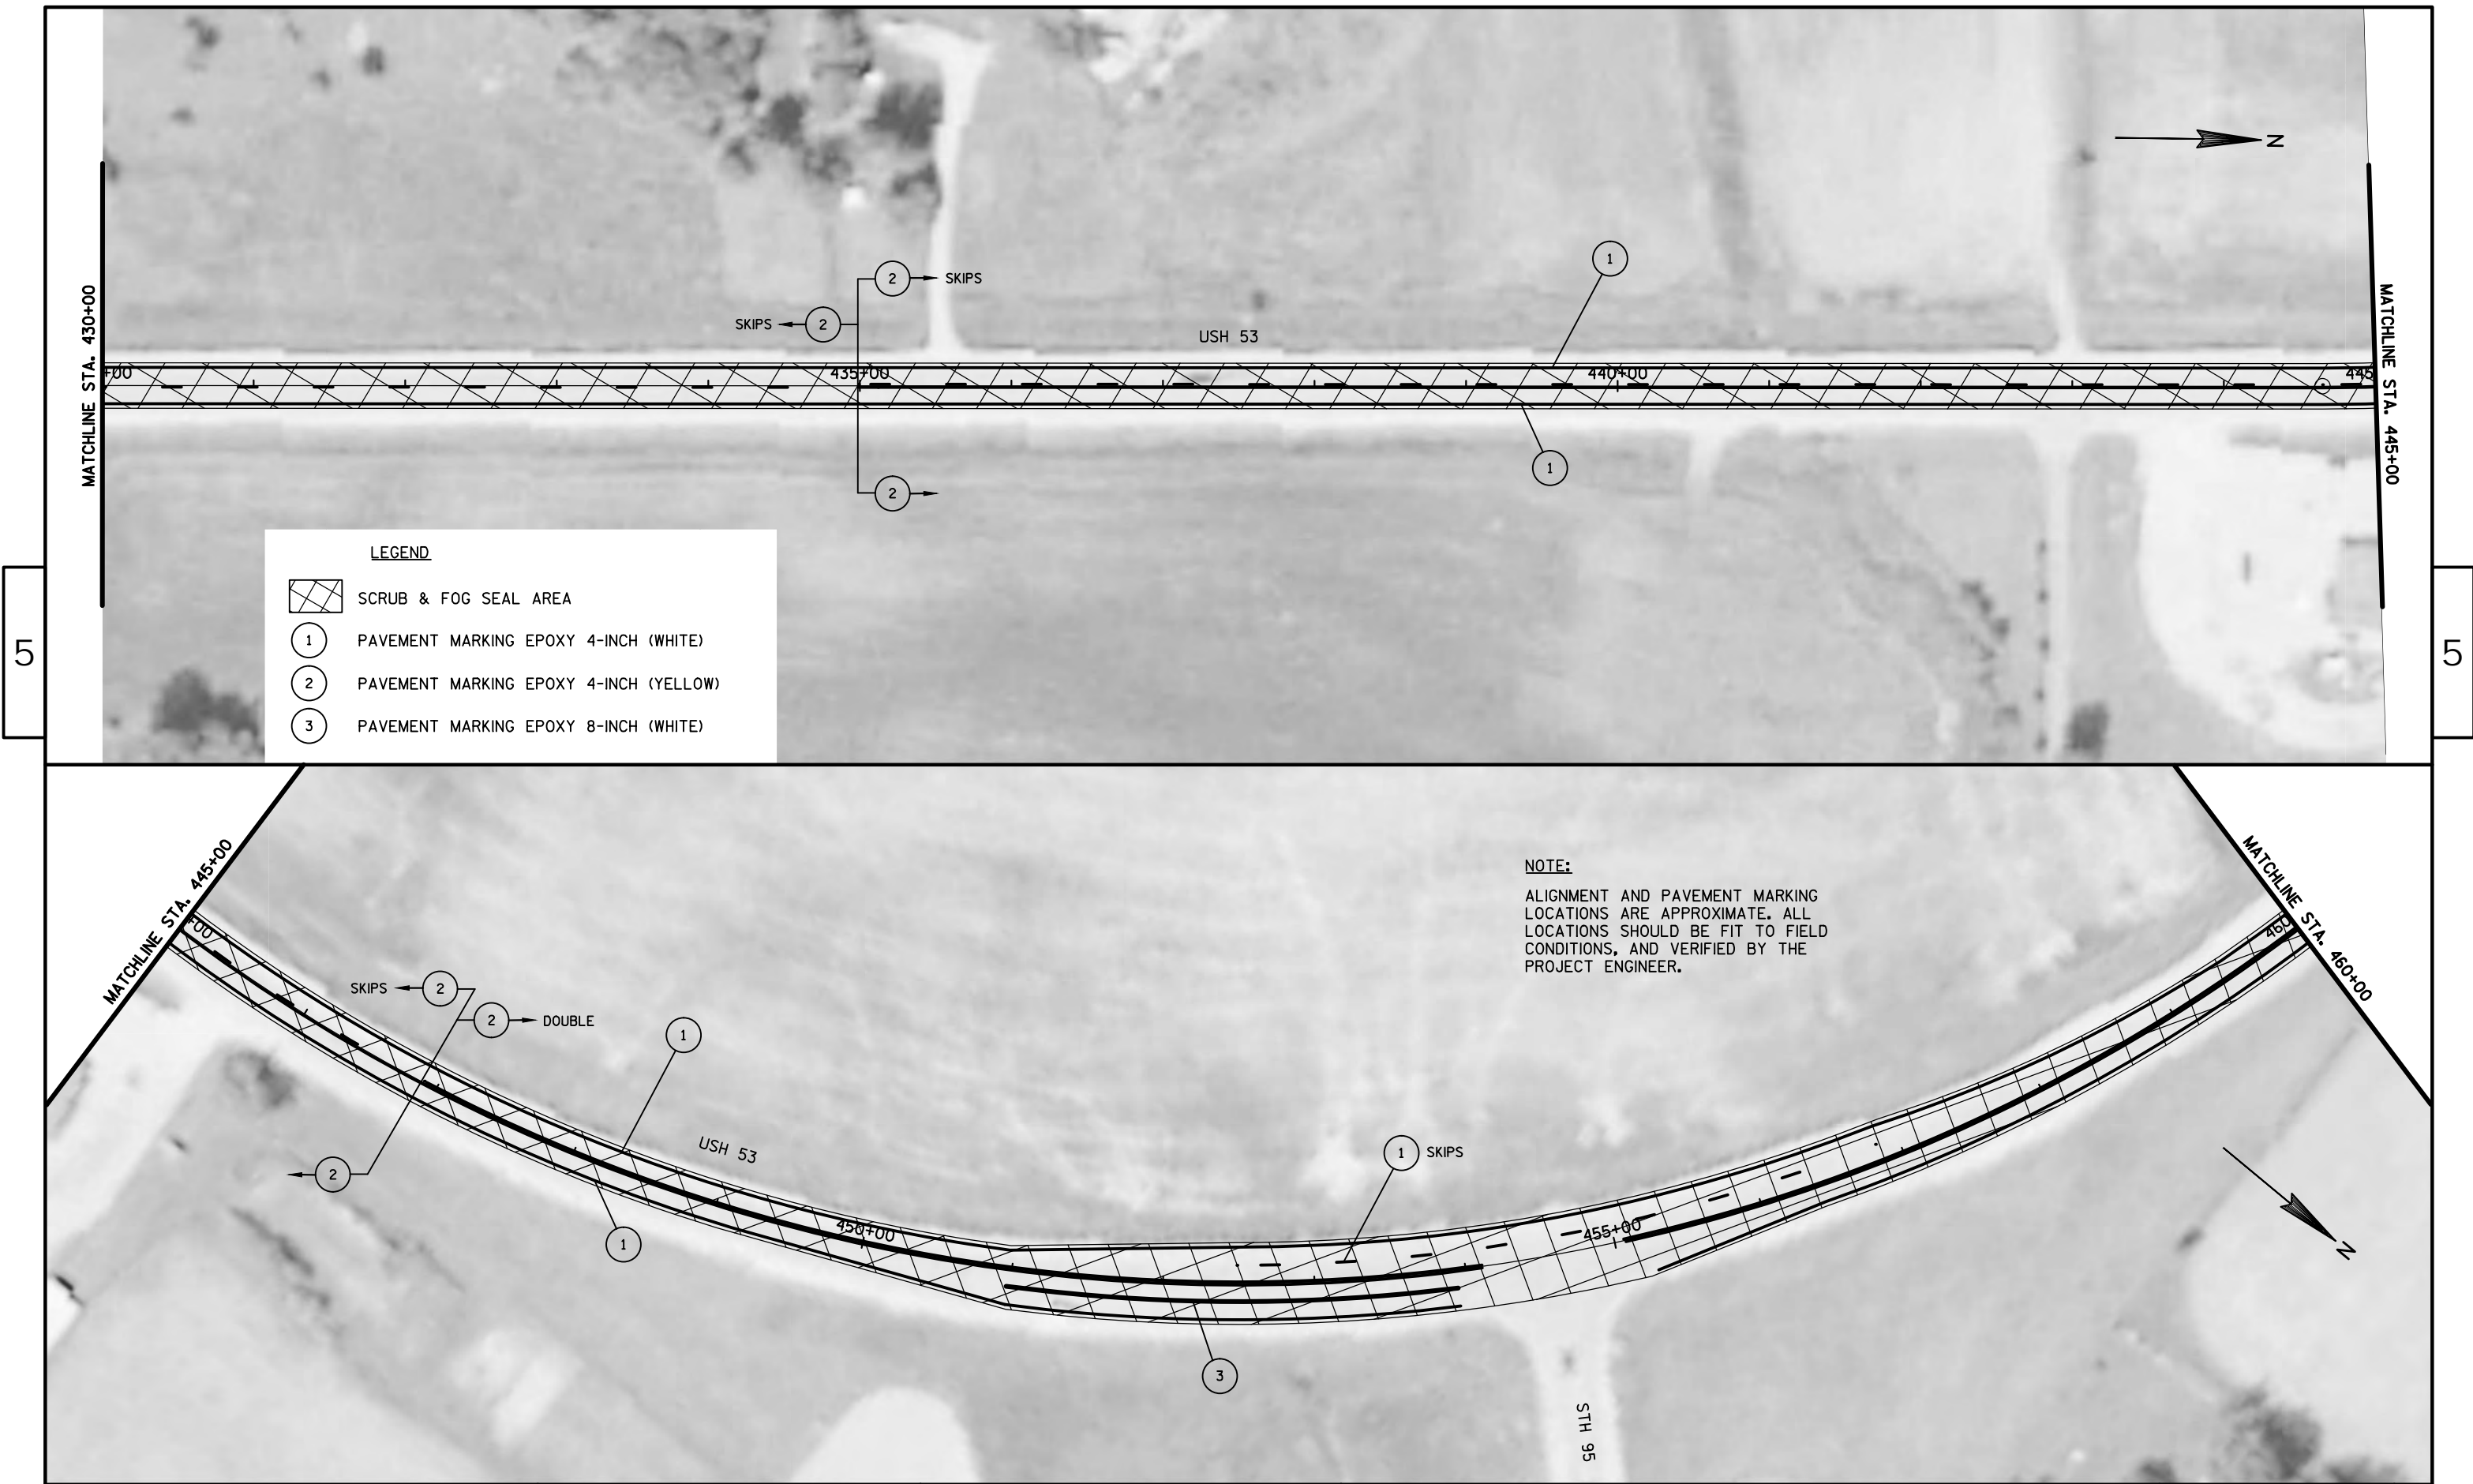 MATCHLINE STA. 430+00
2 SKIPS
SKIPS 2
1
USH 53
+00
435+00
440+00
445
MATCHLINE STA. 445+00
N
1
2
LEGEND
SCRUB & FOG SEAL AREA
1 PAVEMENT MARKING EPOXY 4-INCH (WHITE)
2 PAVEMENT MARKING EPOXY 4-INCH (YELLOW)
3 PAVEMENT MARKING EPOXY 8-INCH (WHITE)
5
5
MATCHLINE STA. 445+00
+00
SKIPS 2
2 DOUBLE
2
1
1
USH 53
450+00
1 SKIPS
3
455+00
NOTE:
ALIGNMENT AND PAVEMENT MARKING
LOCATIONS ARE APPROXIMATE. ALL
LOCATIONS SHOULD BE FIT TO FIELD
CONDITIONS, AND VERIFIED BY THE
PROJECT ENGINEER.
MATCHLINE STA. 460+00
N
STH 95